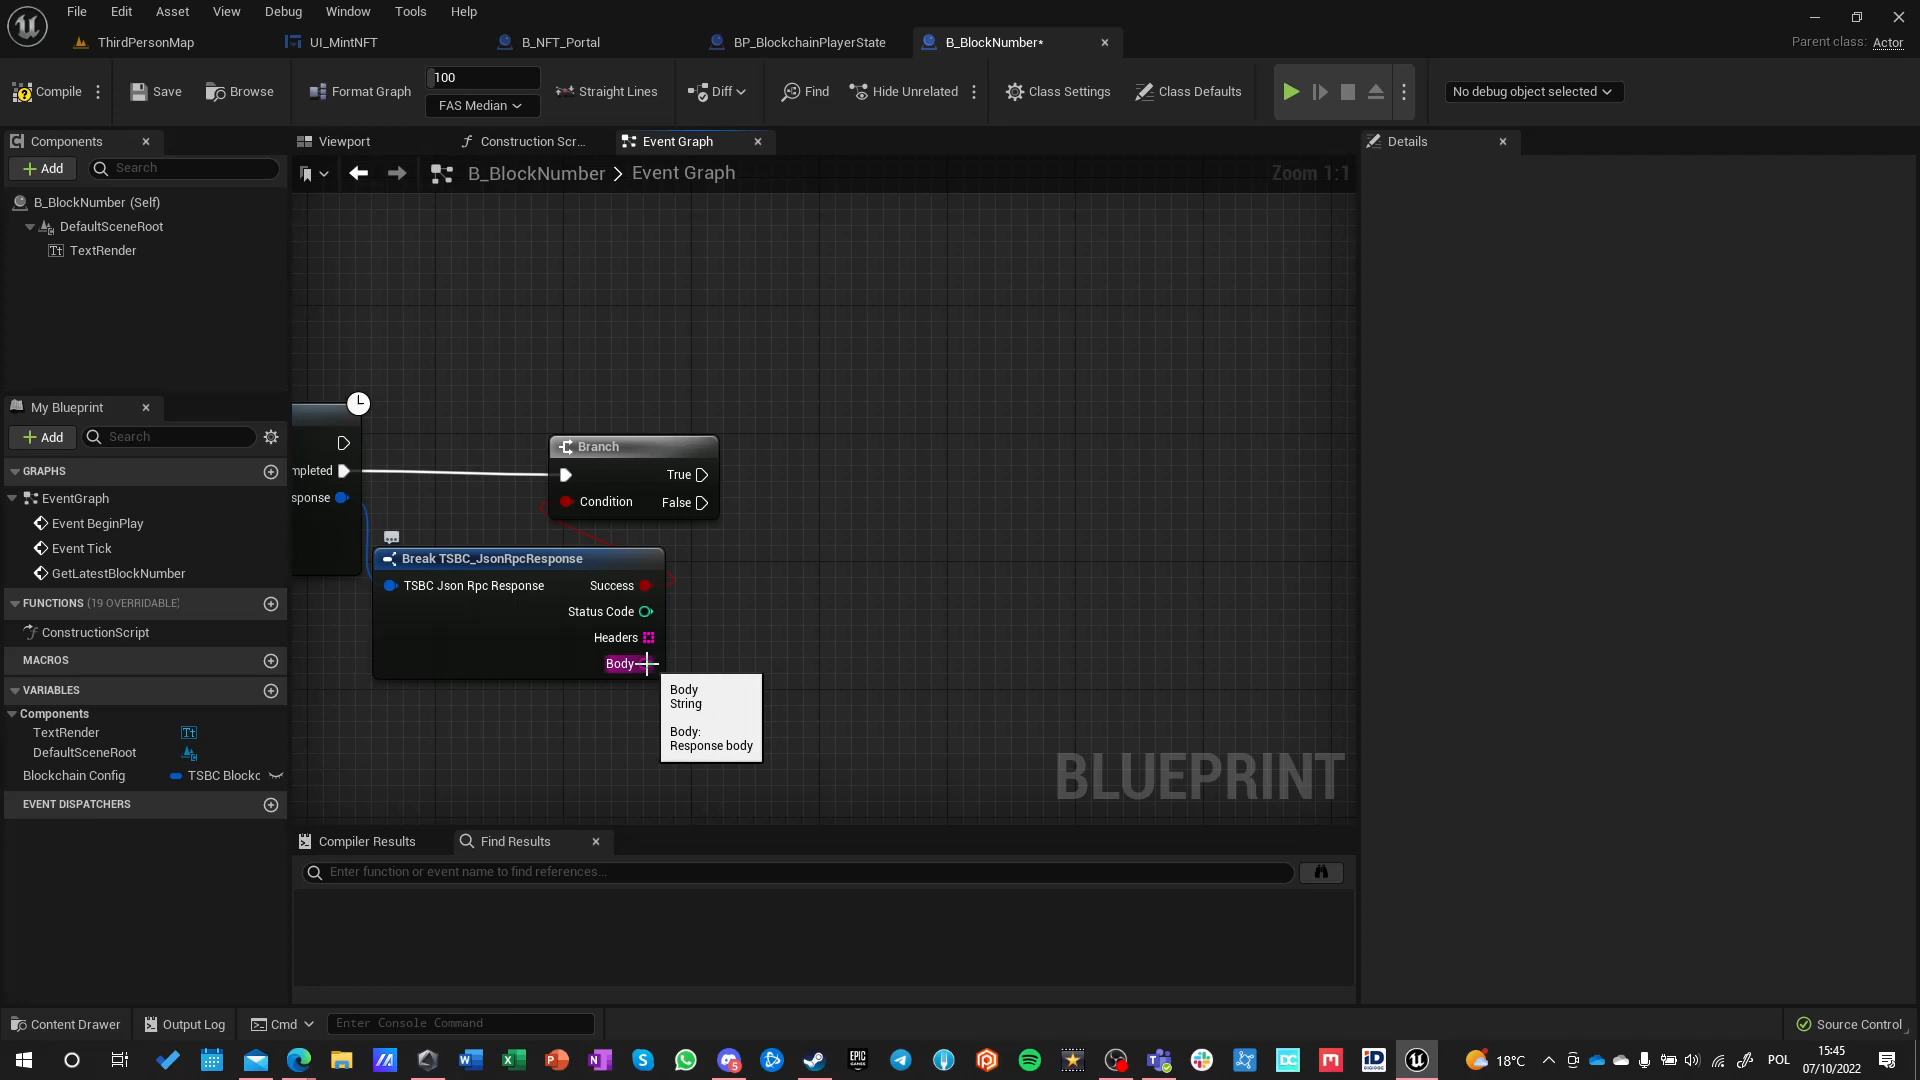 File Edit Asset View Debug Window Tools Help
ThirdPersonMap UI_MintNFT B_NFT_Portal BP_BlockchainPlayerState B_BlockNumber*
Parent class: Actor
Compile Save Browse Format Graph 100 FAS Median Straight Lines Diff Find Hide Unrelated Class Settings Class Defaults No debug object selected
Components Viewport Construction Scr... Event Graph Details
Add Search
B_BlockNumber > Event Graph Zoom 1:1
B_BlockNumber (Self)
DefaultSceneRoot
TextRender
My Blueprint
Add Search
GRAPHS
EventGraph
Event BeginPlay
Event Tick
GetLatestBlockNumber
FUNCTIONS (19 OVERRIDABLE)
ConstructionScript
MACROS
VARIABLES
Components
TextRender
DefaultSceneRoot
Blockchain Config TSBC Blockc
EVENT DISPATCHERS
mpleted
sponse
Branch
True
Condition False
Break TSBC_JsonRpcResponse
TSBC Json Rpc Response Success
Status Code
Headers
Body
Body
String
Body:
Response body
BLUEPRINT
Compiler Results Find Results
Enter function or event name to find references...
Content Drawer Output Log Cmd Enter Console Command Source Control
18°C POL 15:45
07/10/2022